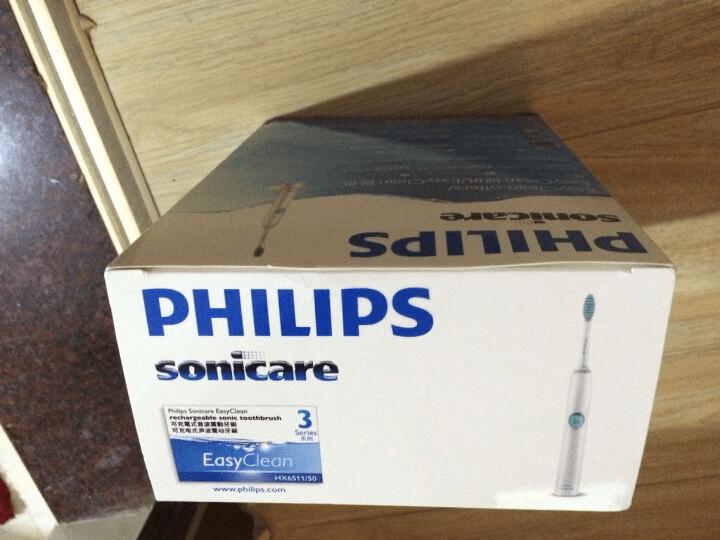 PHILIPS
sonicare
EasyClean offers/
PHILIPS
sonicare
Philips Sonicare EasyClean
rechargeable sonic toothbrush
可充電式音波震動牙刷
可充电式声波震动牙刷
3
Series
系列
EasyClean
HX6511/50
www.philips.com